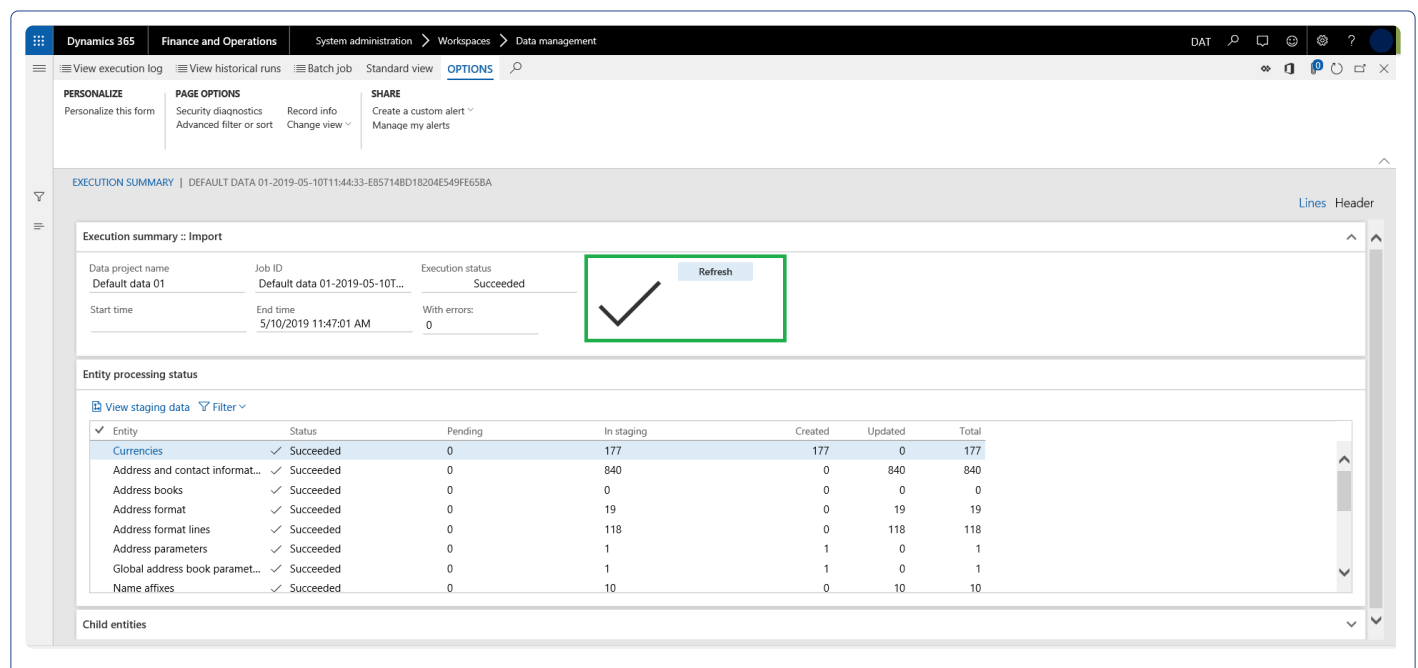 Dynamics 365 Finance and Operations System administration Workspaces Data management DAT ?
View execution log View historical runs Batch job Standard view OPTIONS 0
PERSONALIZE PAGE OPTIONS SHARE
Personalize this form Security diagnostics Record info Create a custom alert
Advanced filter or sort Change view Manage my alerts
EXECUTION SUMMARY | DEFAULT DATA 01-2019-05-10T11:44:33-E85714BD18204E549FE65BA
Lines Header
Execution summary :: Import
Data project name Job ID Execution status Refresh
Default data 01 Default data 01-2019-05-10T... Succeeded
Start time End time With errors:
5/10/2019 11:47:01 AM 0
Entity processing status
View staging data Filter
Entity Status Pending In staging Created Updated Total
Currencies Succeeded 0 177 177 0 177
Address and contact informat... Succeeded 0 840 0 840 840
Address books Succeeded 0 0 0 0 0
Address format Succeeded 0 19 0 19 19
Address format lines Succeeded 0 118 0 118 118
Address parameters Succeeded 0 1 1 0 1
Global address book paramet... Succeeded 0 1 1 0 1
Name affixes Succeeded 0 10 0 10 10
Child entities